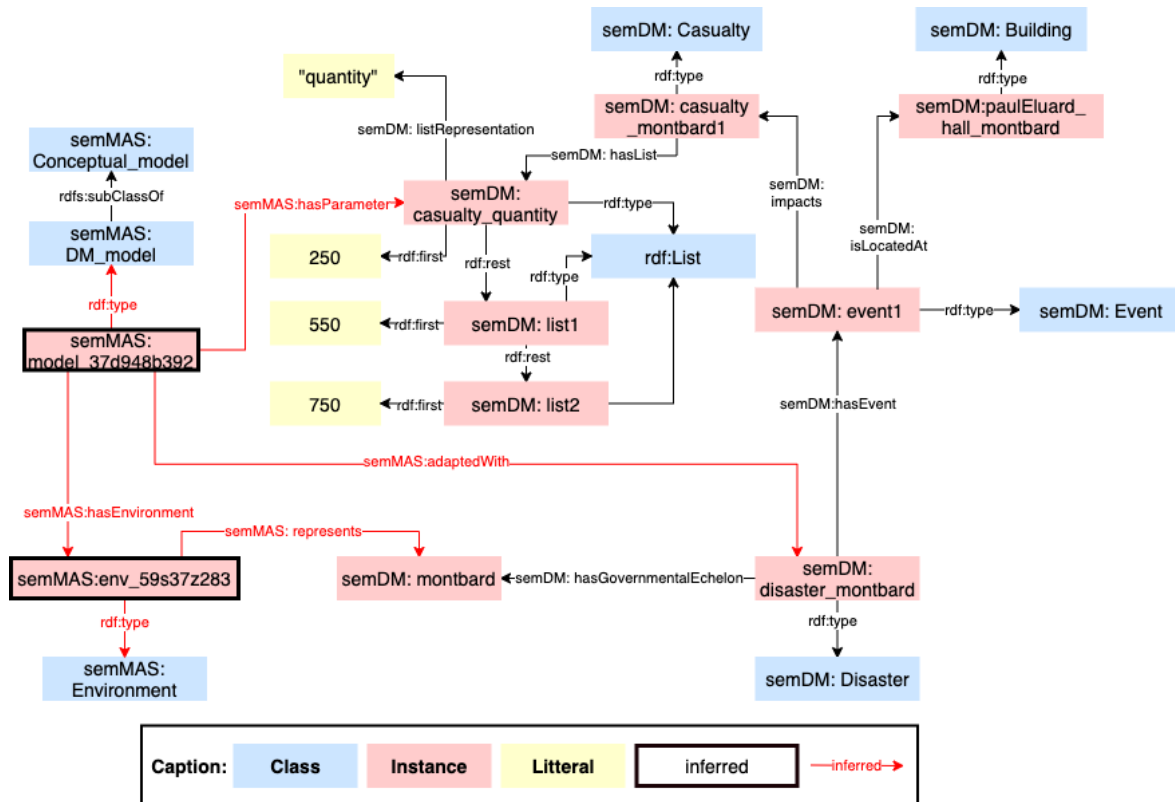 semDM: Casualty
semDM: Building
"quantity"
rdf:type
rdf:type
semDM: casualty
_montbard1
semDM:paulEluard_
hall_montbard
semMAS:
Conceptual_model
semDM: listRepresentation
semDM: hasList
rdfs:subClassOf
semMAS:hasParameter
semDM:
casualty_quantity
rdf:type
semDM:
impacts
semMAS:
DM_model
semDM:
isLocatedAt
250
rdf:first
rdf:rest
rdf:List
rdf:type
rdf:type
semMAS:
model_37d948b392
550
rdf:first
semDM: list1
semDM: event1
rdf:type
semDM: Event
rdf:rest
750
rdf:first
semDM: list2
semDM:hasEvent
semMAS:adaptedWith
semMAS:hasEnvironment
semMAS: represents
semMAS:env_59s37z283
semDM: montbard
semDM: hasGovernmentalEchelon
semDM:
disaster_montbard
rdf:type
rdf:type
semMAS:
Environment
semDM: Disaster
Caption:
Class
Instance
Litteral
inferred
inferred